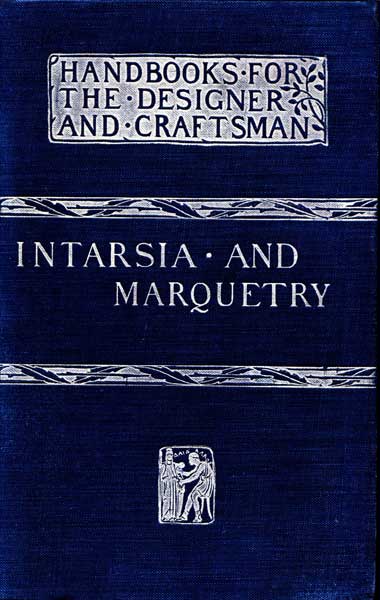 HANDBOOKS·FOR
THE·DESIGNER
AND·CRAFTSMAN
INTARSIA·AND
MARQUETRY